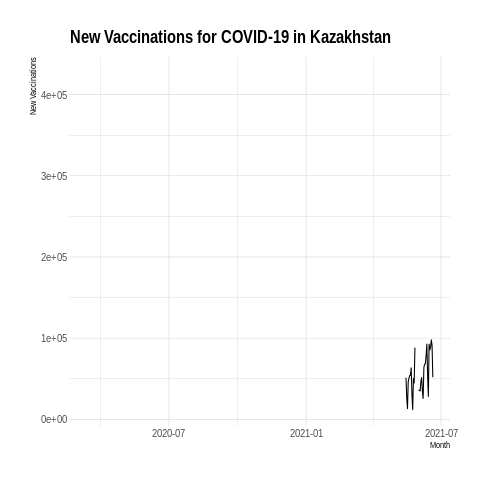 New Vaccinations for COVID-19 in Kazakhstan
New Vaccinations
4e+05
3e+05
2e+05
1e+05
0e+00
2020-07
2021-01
2021-07
Month